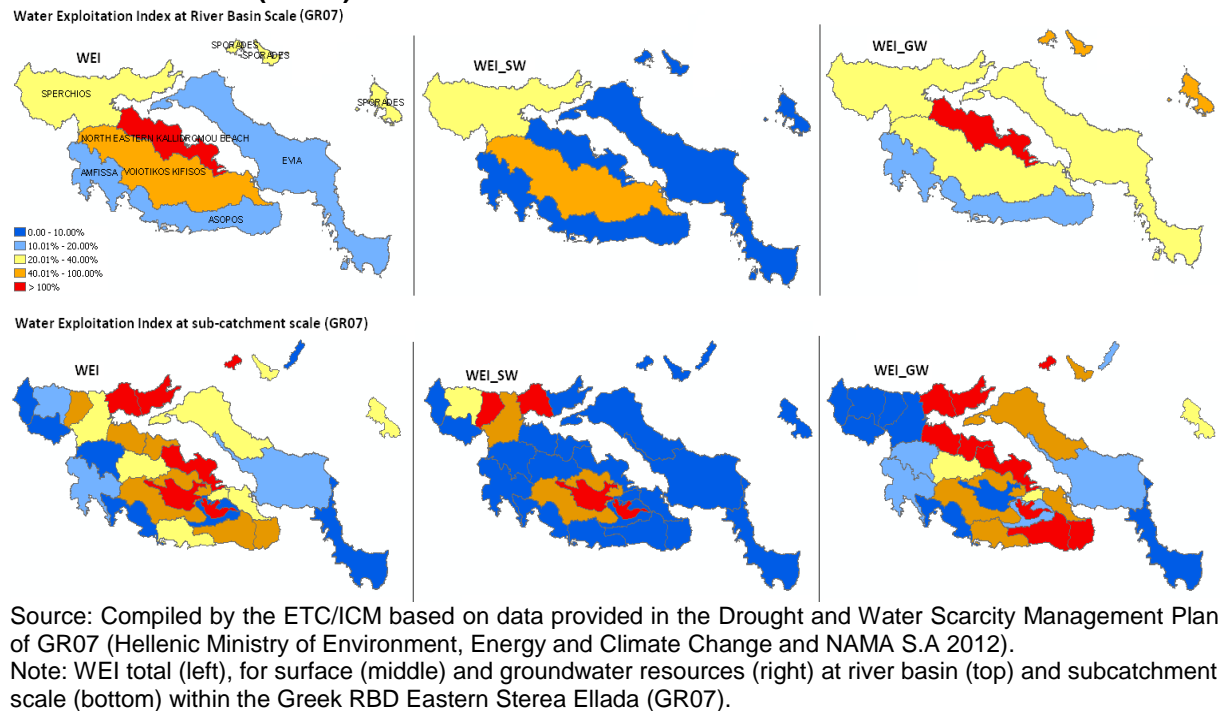 Water Exploitation Index at River Basin Scale (GR07)
WEI
WEI_SW
WEI_GW
SPORADES
SPORADES
SPERCHIOS
SPORADES
NORTH EASTERN KALLIDROMOU BEACH
EVIA
AMFISSA
VOIOTIKOS KIFISOS
ASOPOS
0.00 - 10.00%
10.01% - 20.00%
20.01% - 40.00%
40.01% - 100.00%
> 100%
Water Exploitation Index at sub-catchment scale (GR07)
WEI
WEI_SW
WEI_GW
Source: Compiled by the ETC/ICM based on data provided in the Drought and Water Scarcity Management Plan
of GR07 (Hellenic Ministry of Environment, Energy and Climate Change and NAMA S.A 2012).
Note: WEI total (left), for surface (middle) and groundwater resources (right) at river basin (top) and subcatchment
scale (bottom) within the Greek RBD Eastern Sterea Ellada (GR07).